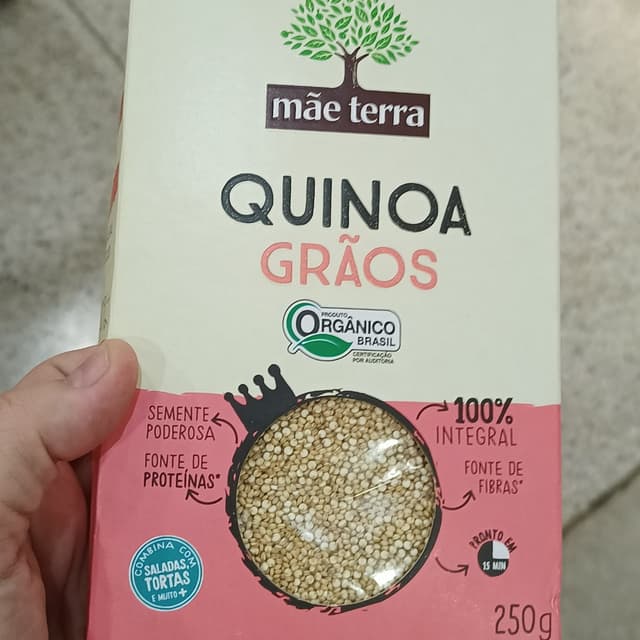 mãe terra
QUINOA
GRÃOS
PRODUTO
ORGÂNICO
BRASIL
CERTIFICAÇÃO
POR AUDITORIA
SEMENTE
PODEROSA
FONTE DE
PROTEÍNAS*
100%
INTEGRAL
FONTE DE
FIBRAS*
PRONTO EM
15 MIN
COMBINA COM
SALADAS,
TORTAS
E MUITO +
250g